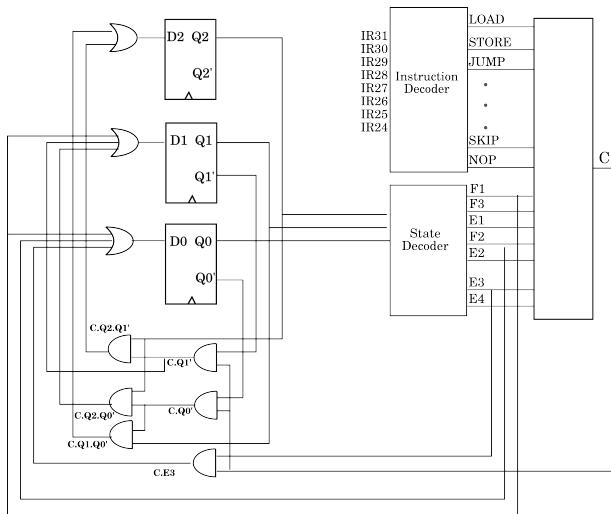 D2 Q2
Q2'
D1 Q1
Q1'
D0 Q0
Q0'
IR31
IR30
IR29
IR28
IR27
IR26
IR25
IR24
Instruction
Decoder
LOAD
STORE
JUMP
SKIP
NOP
C
State
Decoder
F1
F3
E1
F2
E2
E3
E4
C.Q2.Q1'
C.Q1'
C.Q2.Q0'
C.Q0'
C.Q1.Q0'
C.E3